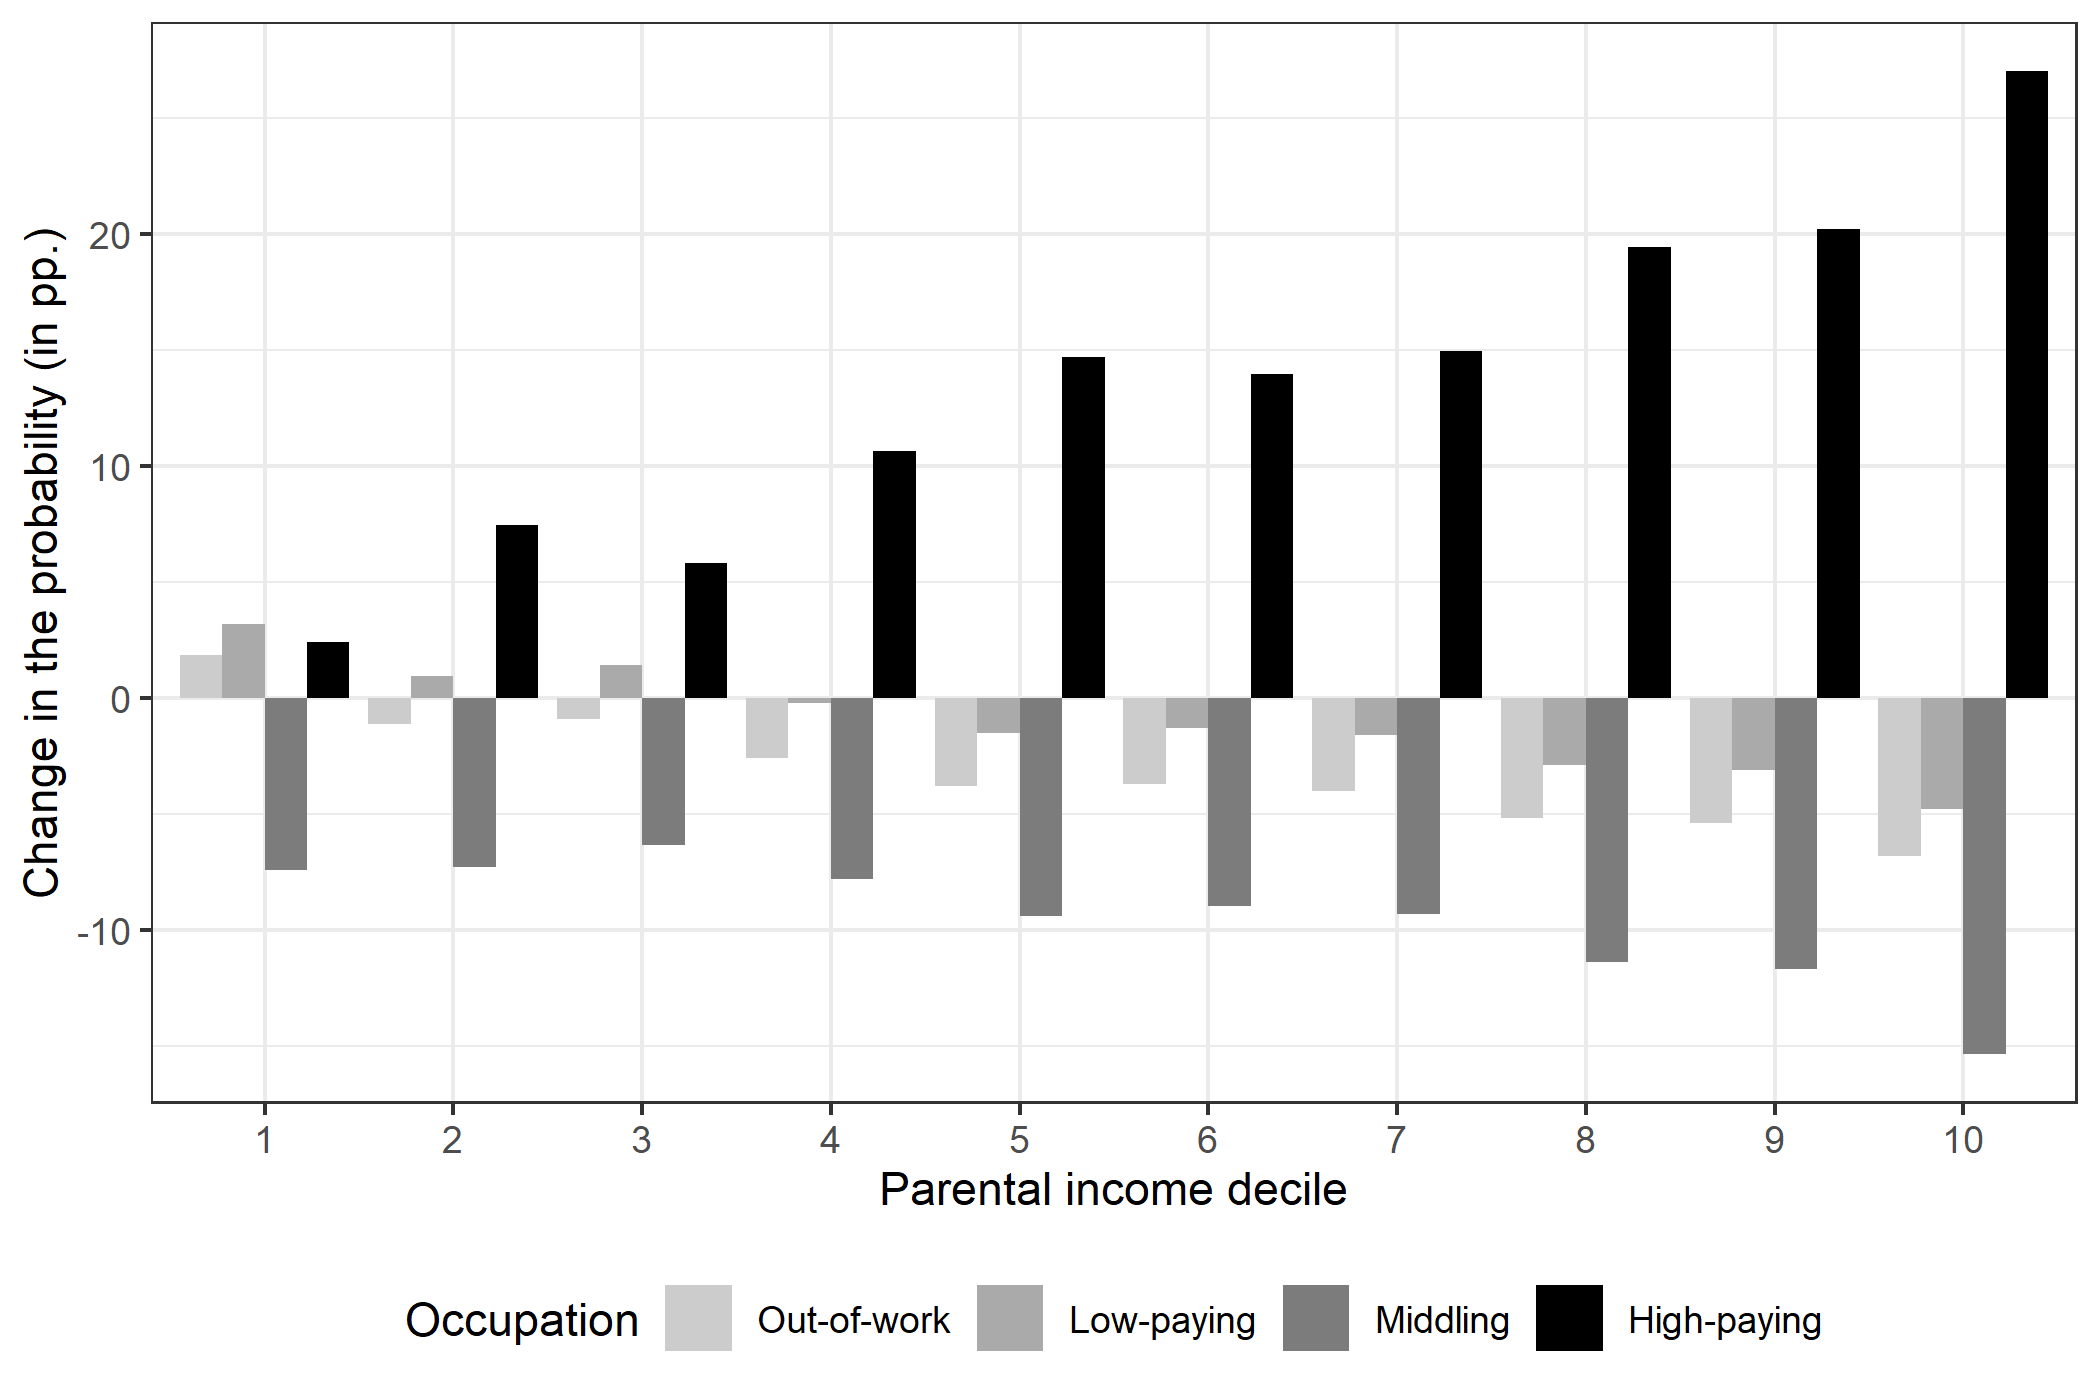 Change in the probability (in pp.)
20
10
0
-10
1 2 3 4 5 6 7 8 9 10
Parental income decile
Occupation Out-of-work Low-paying Middling High-paying